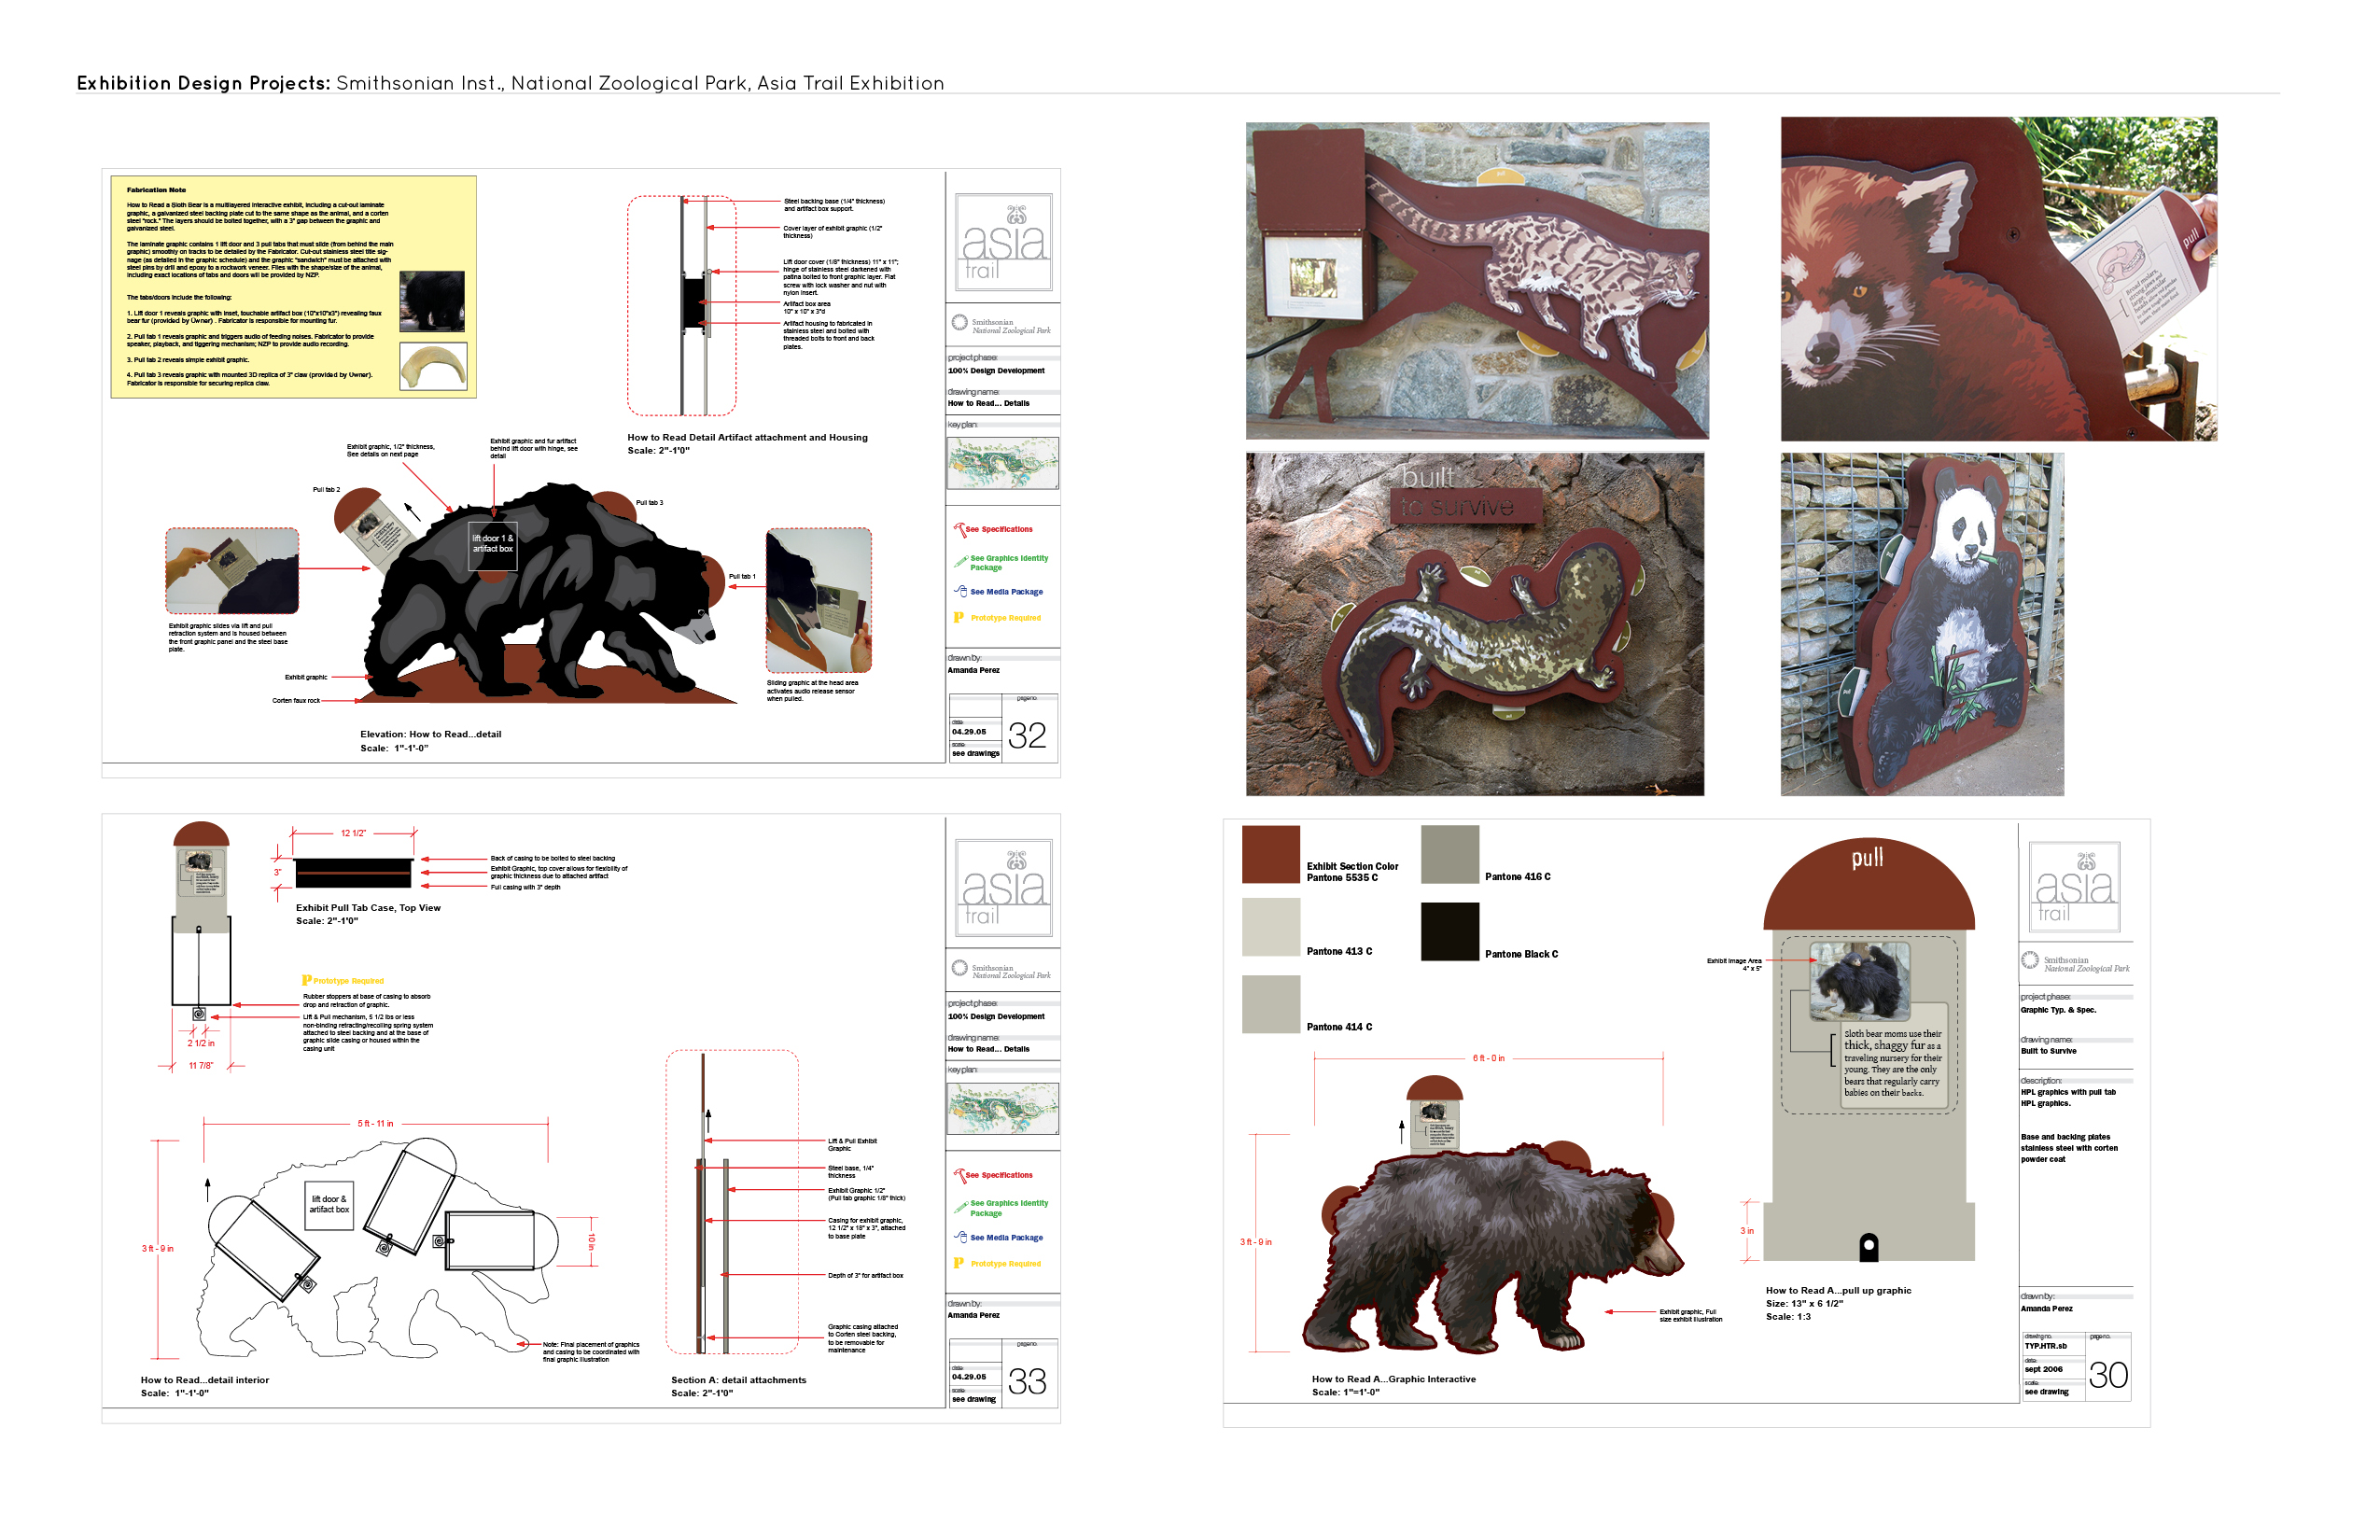 Exhibition Design Projects: Smithsonian Inst., National Zoological Park, Asia Trail Exhibition
Fabrication Note
How to Read a Sloth Bear is a multilayered interactive exhibit, including a cut-out laminate
graphic, a galvanized steel backing plate cut to the same shape as the animal, and a corten
steel "rock." The layers should be bolted together, with a 3" gap between the graphic and
galvanized steel.
The laminate graphic contains 1 lift door and 3 pull tabs that must slide (from behind the main
graphic) smoothly on tracks to be detailed by the Fabricator. Cut-out stainless steel title sig-
nage (as detailed in the graphic schedule) and the graphic "sandwich" must be attached with
steel pins by drill and epoxy to a rockwork veneer. Files with the shape/size of the animal,
including exact locations of tabs and doors will be provided by NZP.
The tabs/doors include the following:
1. Lift door 1 reveals graphic with inset, touchable artifact box (10"x10"x3") revealing faux
bear fur (provided by Owner) . Fabricator is responsible for mounting fur.
2. Pull tab 1 reveals graphic and triggers audio of feeding noises. Fabricator to provide
speaker, playback, and tiggering mechanism; NZP to provide audio recording.
3. Pull tab 2 reveals simple exhibit graphic.
4. Pull tab 3 reveals graphic with mounted 3D replica of 3" claw (provided by Owner).
Fabricator is responsible for securing replica claw.
Steel backing base (1/4" thickness)
and artifact box support.
Cover layer of exhibit graphic (1/2"
thickness)
Lift door cover (1/8" thickness) 11" x 11";
hinge of stainless steel darkened with
patina bolted to front graphic layer. Flat
screw with lock washer and nut with
nylon insert.
Artifact box area
10" x 10" x 3"d
Artifact housing to fabricated in
stainless steel and bolted with
threaded bolts to front and back
plates.
How to Read Detail Artifact attachment and Housing
Scale: 2"-1'0"
Exhibit graphic, 1/2" thickness,
See details on next page
Exhibit graphic and fur artifact
behind lift door with hinge, see
detail
Pull tab 2
Pull tab 3
lift door 1 &
artifact box
Pull tab 1
Exhibit graphic slides via lift and pull
retraction system and is housed between
the front graphic panel and the steel base
plate.
Exhibit graphic
Corten faux rock
Sliding graphic at the head area
activates audio release sensor
when pulled.
Elevation: How to Read...detail
Scale: 1"-1'-0"
asia
trail
Smithsonian
National Zoological Park
project phase:
100% Design Development
drawing name:
How to Read... Details
key plan:
See Specifications
See Graphics Identity
Package
See Media Package
P Prototype Required
drawn by:
Amanda Perez
page no.
date:
04.29.05
32
scale:
see drawings
12 1/2"
3"
Back of casing to be bolted to steel backing
Exhibit Graphic, top cover allows for flexibility of
graphic thickness due to attached artifact
Full casing with 3" depth
Exhibit Pull Tab Case, Top View
Scale: 2"-1'0"
P Prototype Required
Rubber stoppers at base of casing to absorb
drop and retraction of graphic.
Lift & Pull mechanism, 5 1/2 lbs or less
non-binding retracting/recoiling spring system
attached to steel backing and at the base of
graphic slide casing or housed within the
casing unit
2 1/2 in
11 7/8"
5 ft - 11 in
3 ft - 9 in
lift door &
artifact box
10 in
Note: Final placement of graphics
and casing to be coordinated with
final graphic illustration
How to Read...detail interior
Scale: 1"-1'-0"
Lift & Pull Exhibit
Graphic
Steel base, 1/4"
thickness
Exhibit Graphic 1/2"
(Pull tab graphic 1/8" thick)
Casing for exhibit graphic,
12 1/2" x 18" x 3", attached
to base plate
Depth of 3" for artifact box
Graphic casing attached
to Corten steel backing,
to be removable for
maintenance
Section A: detail attachments
Scale: 2"-1'0"
asia
trail
Smithsonian
National Zoological Park
project phase:
100% Design Development
drawing name:
How to Read... Details
key plan:
See Specifications
See Graphics Identity
Package
See Media Package
P Prototype Required
drawn by:
Amanda Perez
page no.
date:
04.29.05
33
scale:
see drawing
pull
built
to survive
Exhibit Section Color
Pantone 5535 C
Pantone 416 C
Pantone 413 C
Pantone Black C
Pantone 414 C
6 ft - 0 in
3 ft - 9 in
Exhibit graphic, Full
size exhibit illustration
How to Read A...Graphic Interactive
Scale: 1"=1'-0"
pull
Exhibit Image Area
4" x 5"
Sloth bear moms use their
thick, shaggy fur as a
traveling nursery for their
young. They are the only
bears that regularly carry
babies on their backs.
3 in
How to Read A...pull up graphic
Size: 13" x 6 1/2"
Scale: 1:3
asia
trail
Smithsonian
National Zoological Park
project phase:
Graphic Typ. & Spec.
drawing name:
Built to Survive
description:
HPL graphics with pull tab
HPL graphics.
Base and backing plates
stainless steel with corten
powder coat
drawn by:
Amanda Perez
drawing no.
page no.
TYP.HTR.sb
date:
sept 2006
30
scale:
see drawing